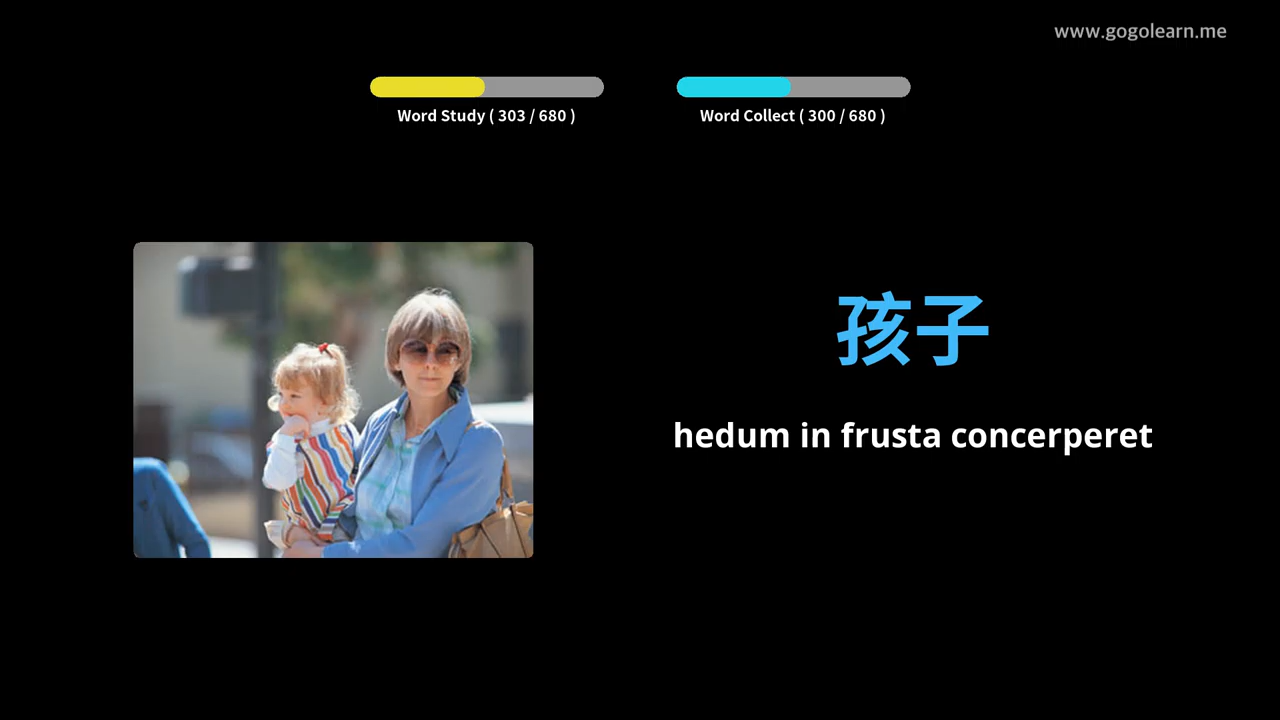 www.gogolearn.me
Word Study ( 303 / 680 )
Word Collect ( 300 / 680 )
孩子
hedum in frusta concerperet